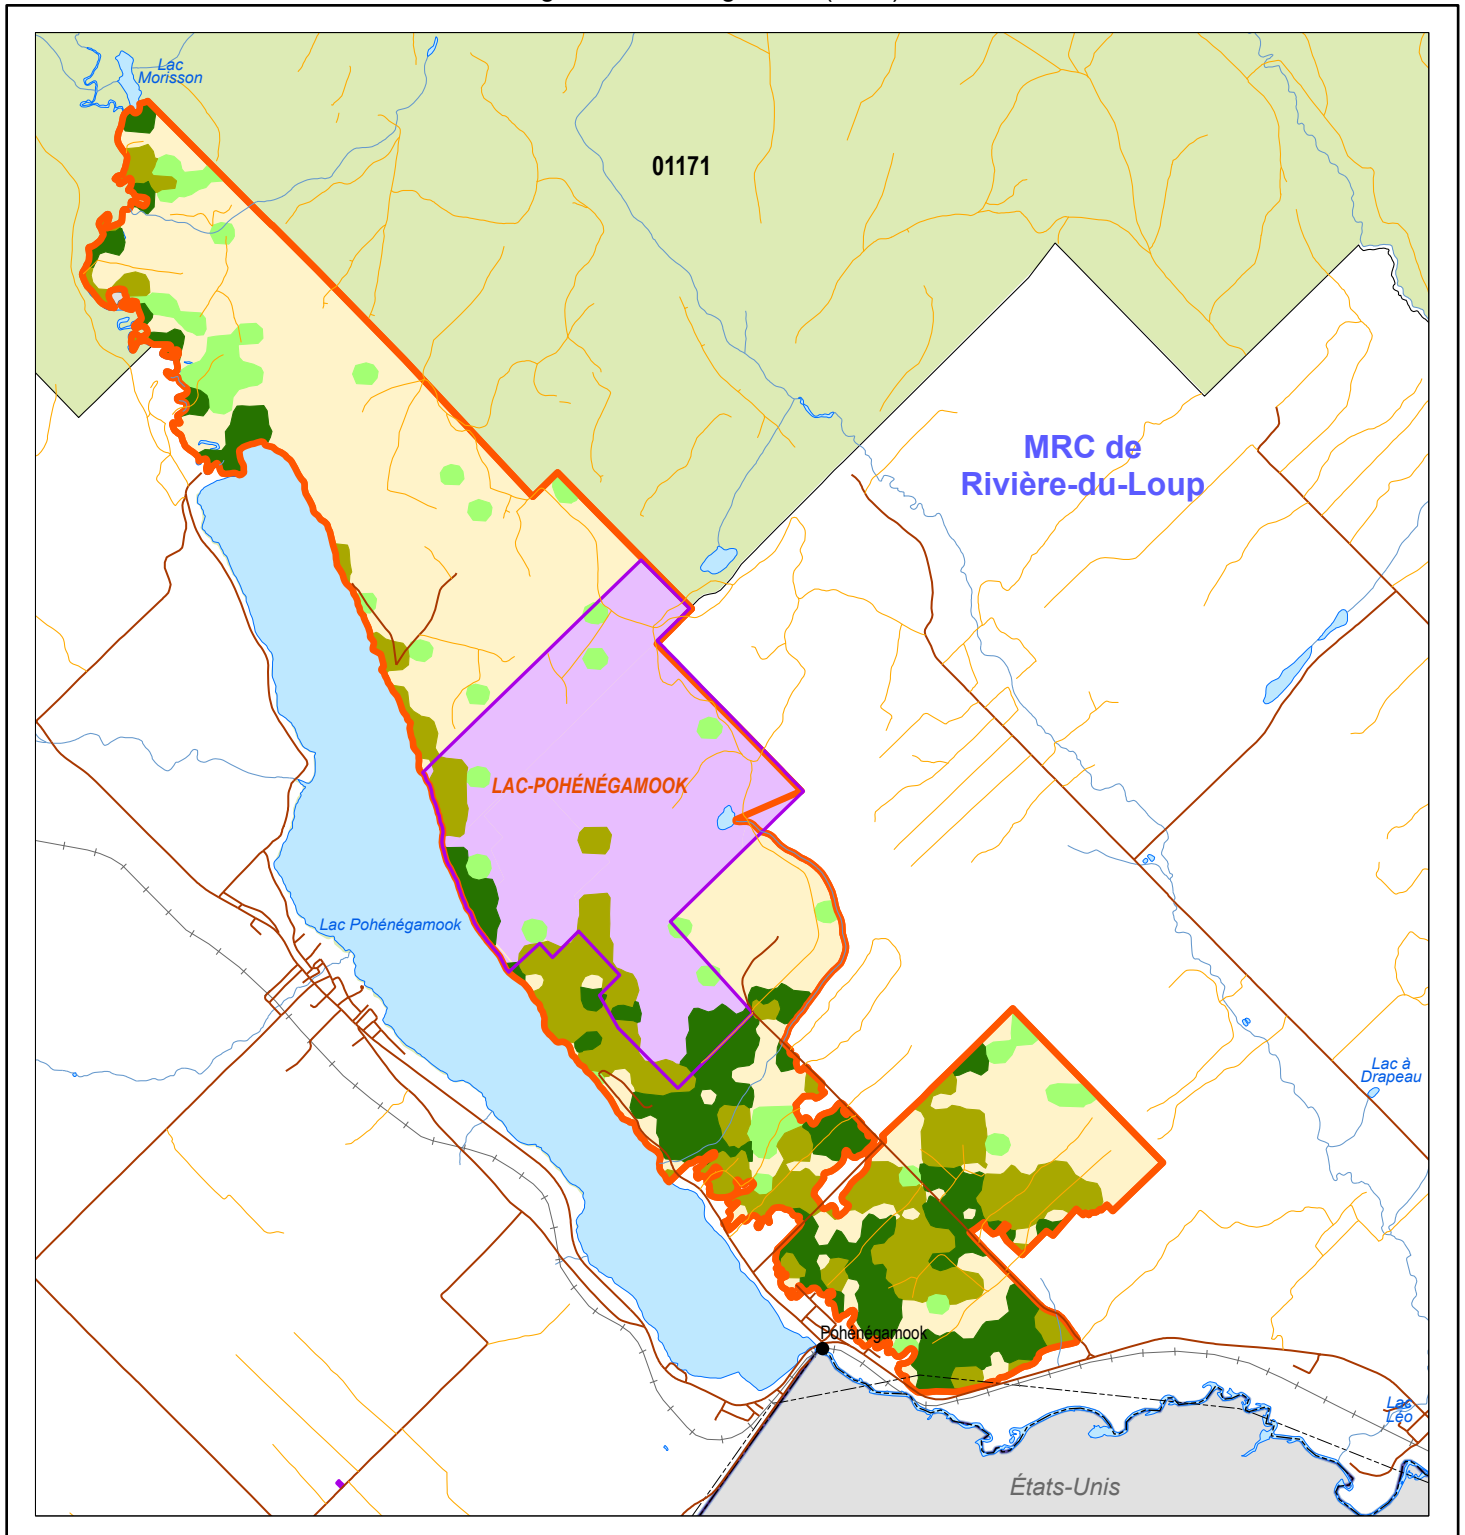 Lac
Morisson
01171
MRC de
Rivière-du-Loup
LAC-POHÉNÉGAMOOK
Lac Pohénégamook
Lac à
Drapeau
Pohénégamook
Lac
Léo
États-Unis